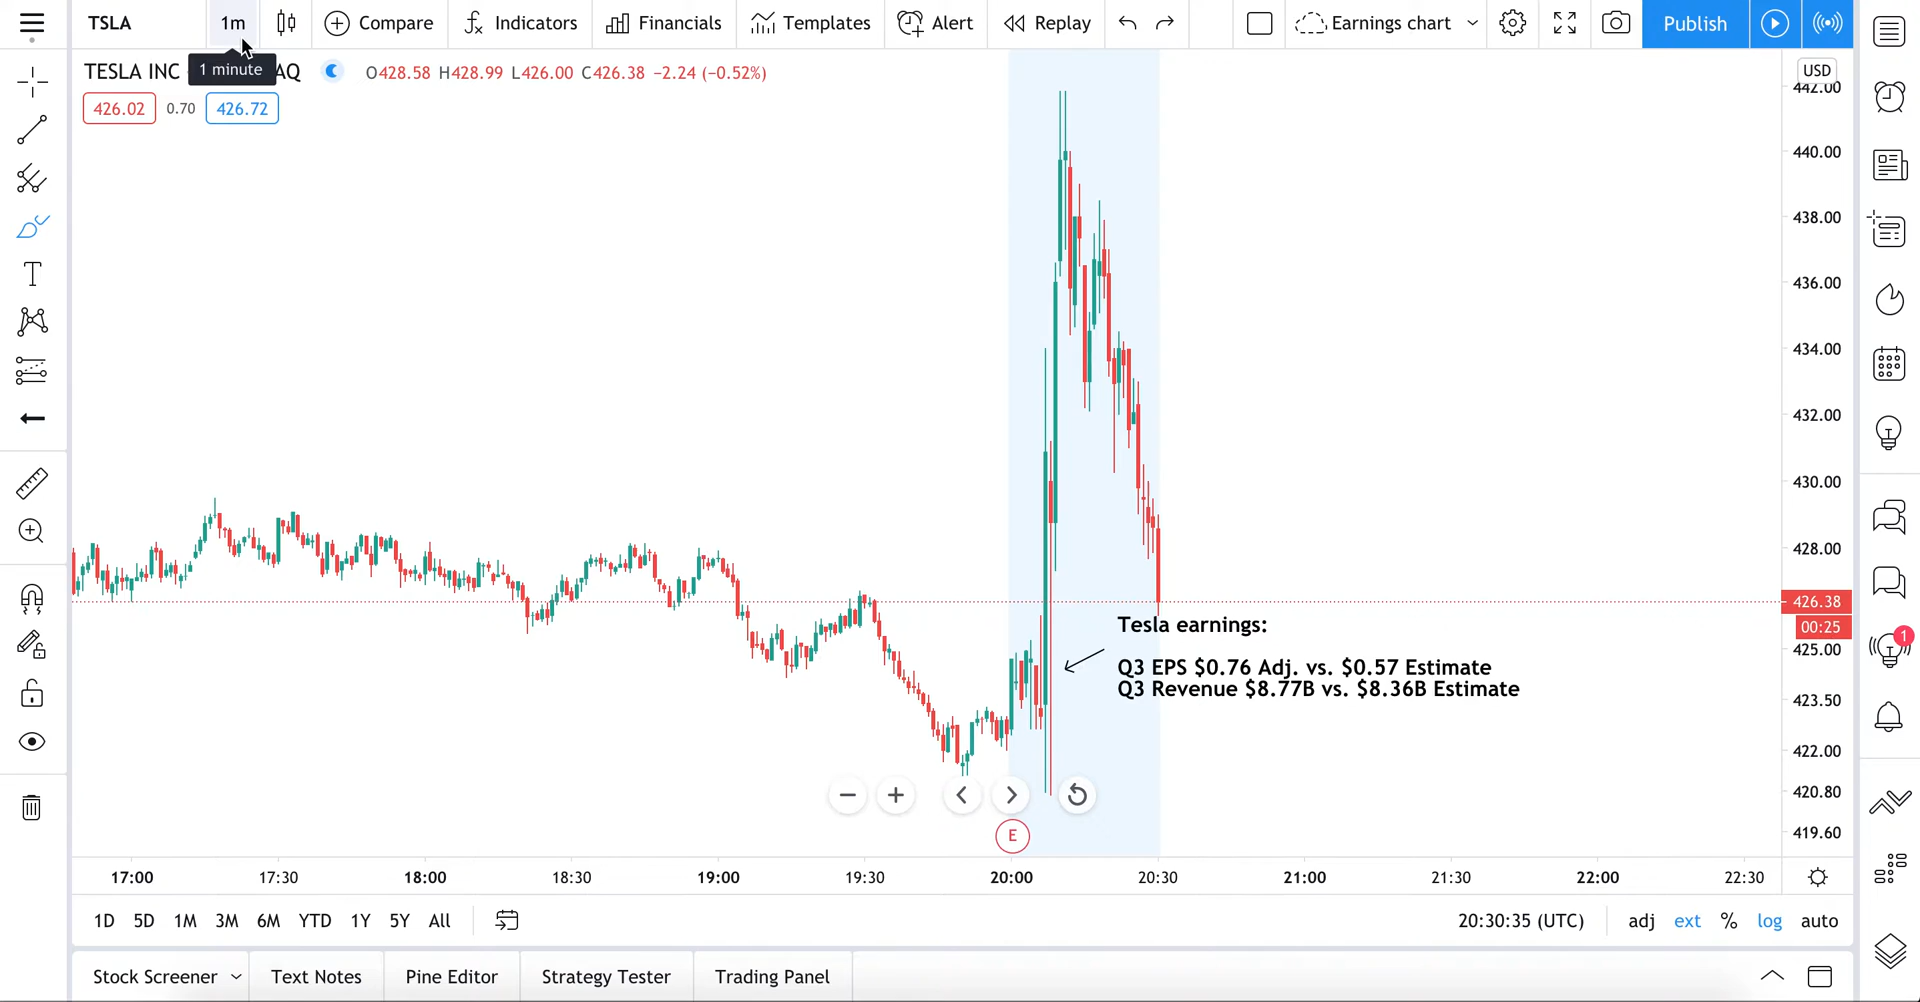 TSLA
1m
Compare
Indicators
Financials
Templates
Alert
Replay
Earnings chart
Publish
1 minute
TESLA INC
AQ
O428.58 H428.99 L426.00 C426.38 −2.24 (−0.52%)
USD
426.02
0.70
426.72
442.00
440.00
438.00
436.00
434.00
432.00
430.00
428.00
426.38
00:25
425.00
423.50
422.00
420.80
419.60
Tesla earnings:
Q3 EPS $0.76 Adj. vs. $0.57 Estimate
Q3 Revenue $8.77B vs. $8.36B Estimate
1
E
17:00
17:30
18:00
18:30
19:00
19:30
20:00
20:30
21:00
21:30
22:00
22:30
1D
5D
1M
3M
6M
YTD
1Y
5Y
All
20:30:35 (UTC)
adj
ext
%
log
auto
Stock Screener
Text Notes
Pine Editor
Strategy Tester
Trading Panel